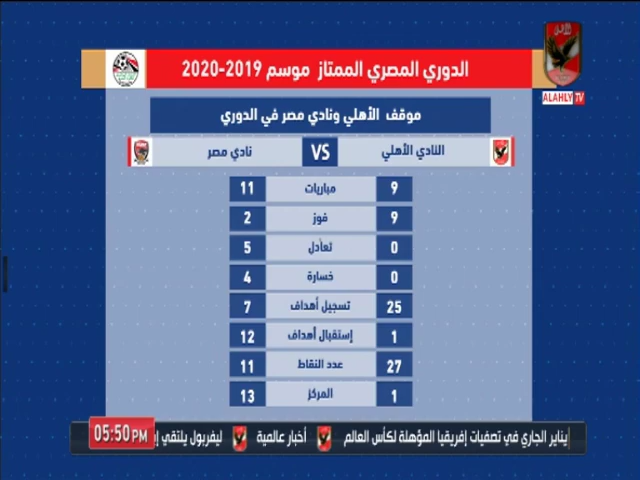 الدوري المصري الممتاز موسم 2019-2020
ALAHLY TV
موقف الأهلي ونادي مصر في الدوري
النادي الأهلي VS نادي مصر
9 مباريات 11
9 فوز 2
0 تعادل 5
0 خسارة 4
25 تسجيل أهداف 7
1 إستقبال أهداف 12
27 عدد النقاط 11
1 المركز 13
يناير الجاري في تصفيات إفريقيا المؤهلة لكأس العالم أخبار عالمية ليفربول يلتقي
05:50 PM